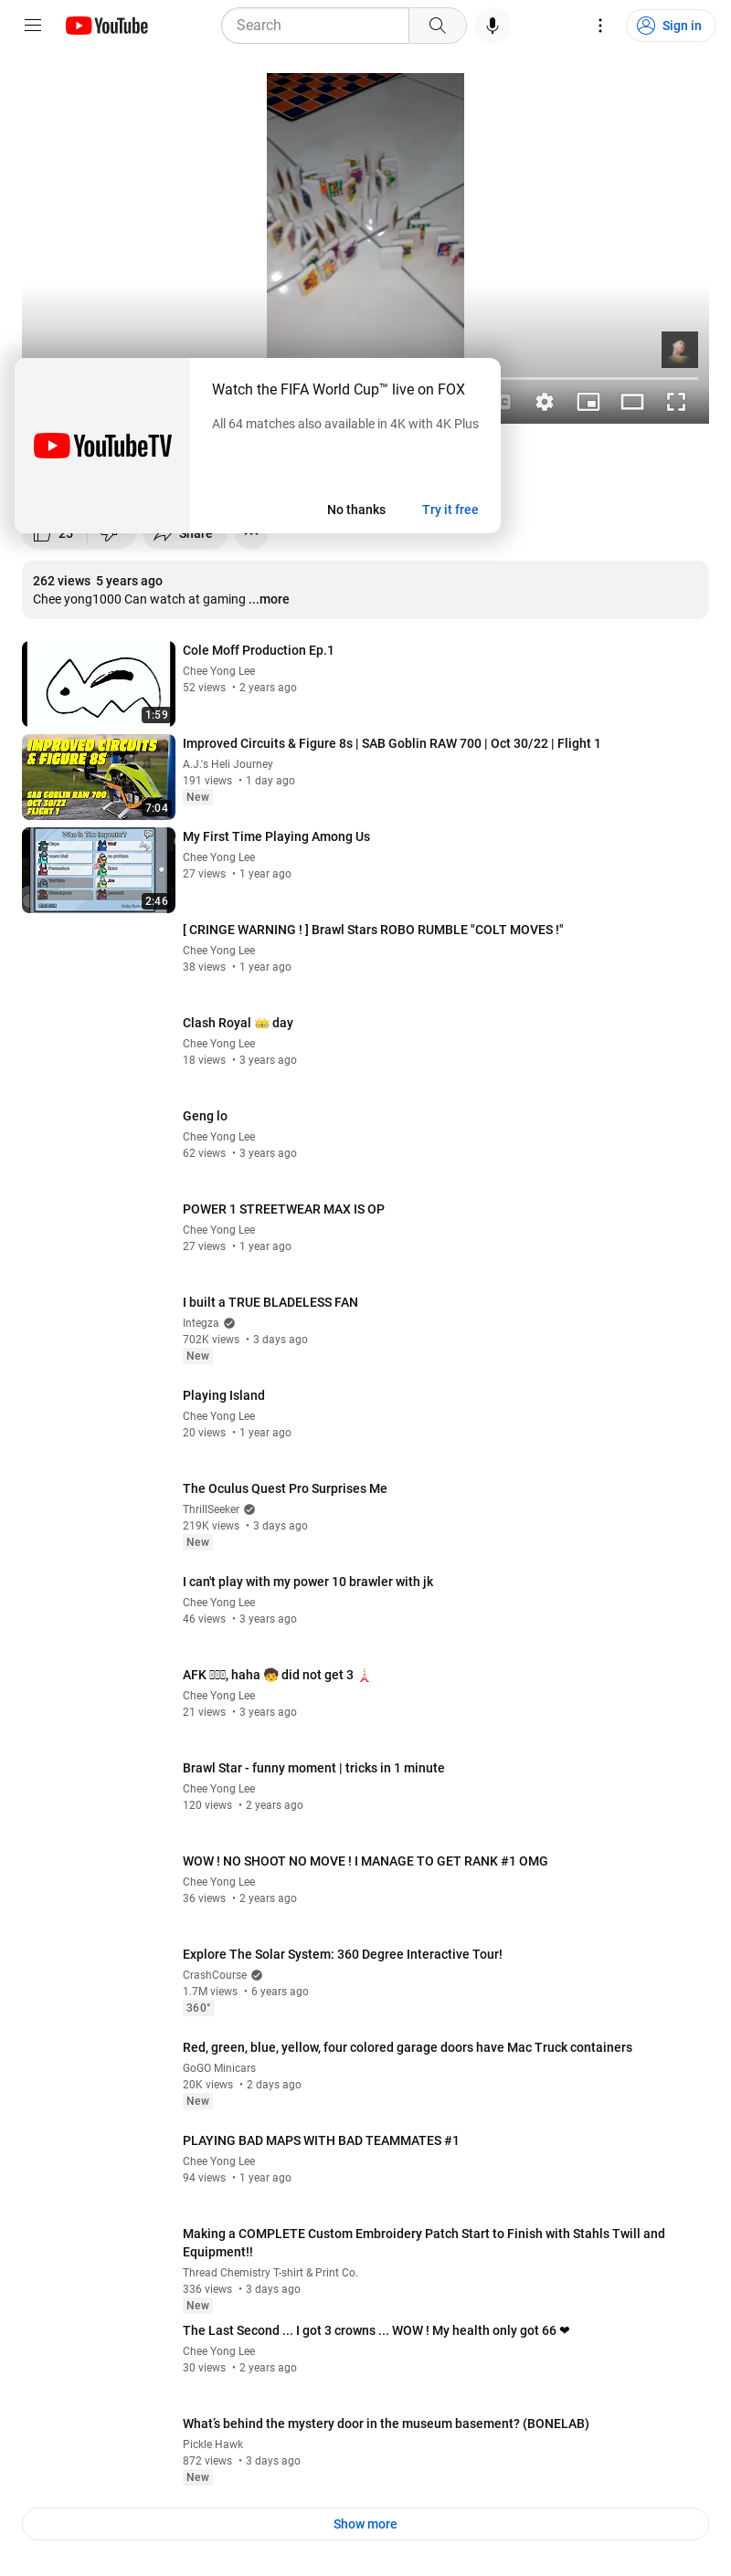 YouTube
Search
Sign in
Watch the FIFA World Cup™ live on FOX
All 64 matches also available in 4K with 4K Plus
YouTubeTV
No thanks
Try it free
25
Share
262 views 5 years ago
Chee yong1000 Can watch at gaming ...more
Cole Moff Production Ep.1
Chee Yong Lee
52 views • 2 years ago
1:59
Improved Circuits & Figure 8s | SAB Goblin RAW 700 | Oct 30/22 | Flight 1
A.J.'s Heli Journey
191 views • 1 day ago
New
IMPROVED CIRCUITS
& FIGURE 8S
SAB GOBLIN RAW 700
OCT 30/22
FLIGHT 1
7:04
My First Time Playing Among Us
Chee Yong Lee
27 views • 1 year ago
Who Is The Impostor?
2:46
[ CRINGE WARNING ! ] Brawl Stars ROBO RUMBLE "COLT MOVES !"
Chee Yong Lee
38 views • 1 year ago
Clash Royal 👑 day
Chee Yong Lee
18 views • 3 years ago
Geng lo
Chee Yong Lee
62 views • 3 years ago
POWER 1 STREETWEAR MAX IS OP
Chee Yong Lee
27 views • 1 year ago
I built a TRUE BLADELESS FAN
Integza
702K views • 3 days ago
New
Playing Island
Chee Yong Lee
20 views • 1 year ago
The Oculus Quest Pro Surprises Me
ThrillSeeker
219K views • 3 days ago
New
I can't play with my power 10 brawler with jk
Chee Yong Lee
46 views • 3 years ago
AFK , haha 🧒 did not get 3 🗼
Chee Yong Lee
21 views • 3 years ago
Brawl Star - funny moment | tricks in 1 minute
Chee Yong Lee
120 views • 2 years ago
WOW ! NO SHOOT NO MOVE ! I MANAGE TO GET RANK #1 OMG
Chee Yong Lee
36 views • 2 years ago
Explore The Solar System: 360 Degree Interactive Tour!
CrashCourse
1.7M views • 6 years ago
360°
Red, green, blue, yellow, four colored garage doors have Mac Truck containers
GoGO Minicars
20K views • 2 days ago
New
PLAYING BAD MAPS WITH BAD TEAMMATES #1
Chee Yong Lee
94 views • 1 year ago
Making a COMPLETE Custom Embroidery Patch Start to Finish with Stahls Twill and
Equipment!!
Thread Chemistry T-shirt & Print Co.
336 views • 3 days ago
New
The Last Second ... I got 3 crowns ... WOW ! My health only got 66 ❤
Chee Yong Lee
30 views • 2 years ago
What's behind the mystery door in the museum basement? (BONELAB)
Pickle Hawk
872 views • 3 days ago
New
Show more